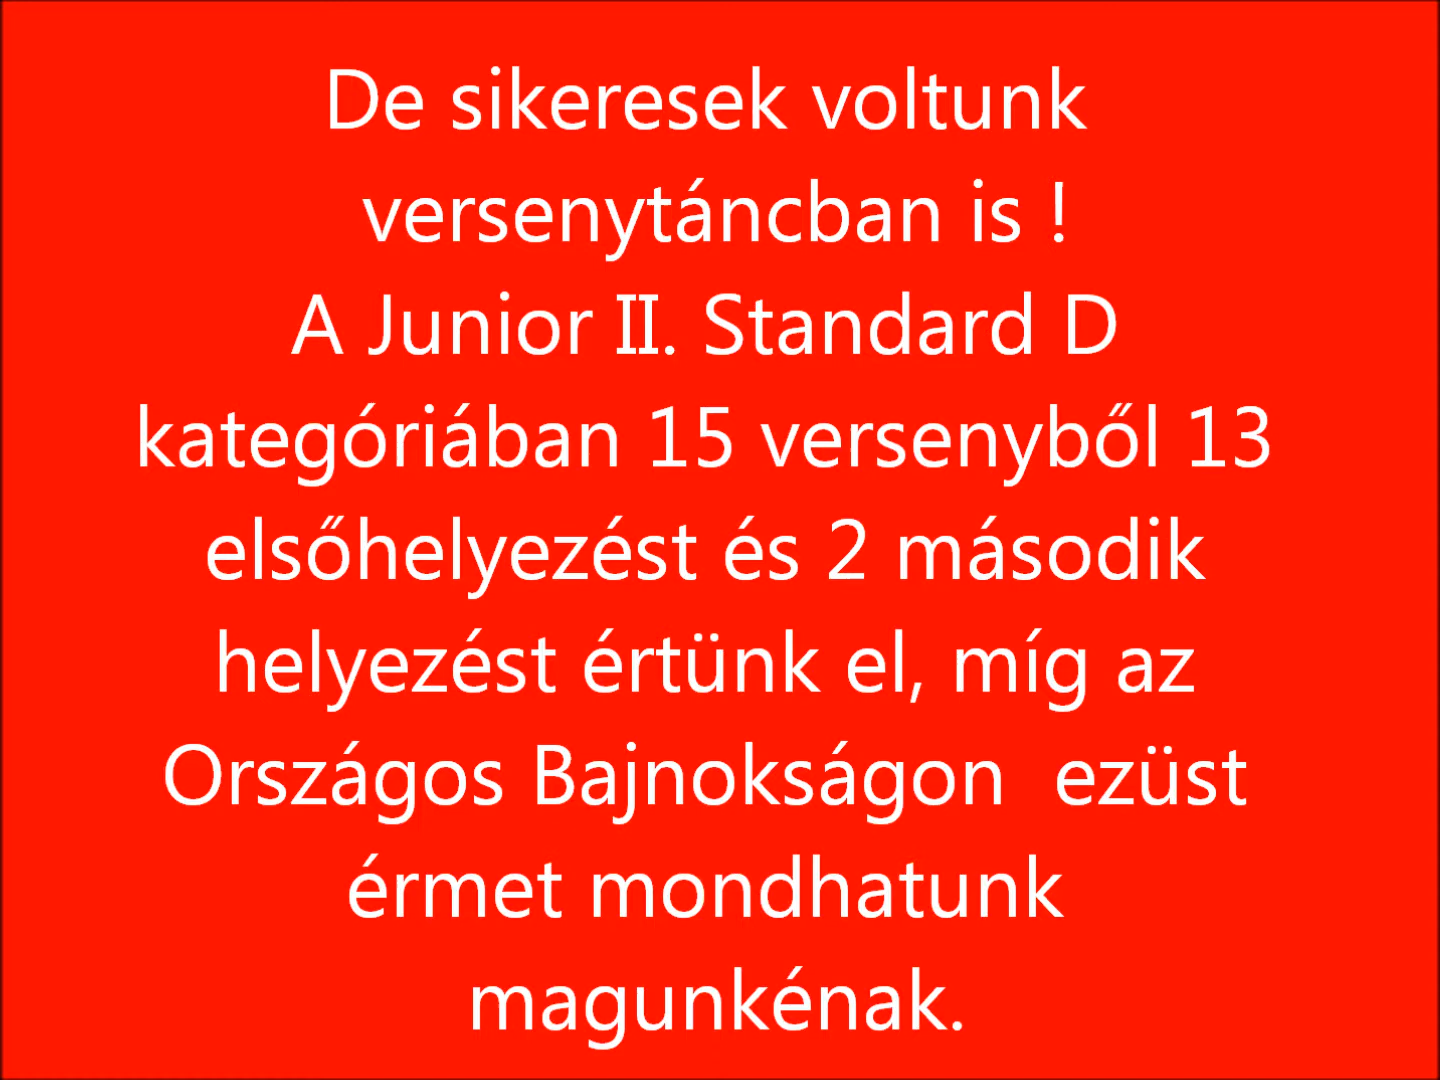 De sikeresek voltunk
versenytáncban is !
A Junior II. Standard D
kategóriában 15 versenyből 13
elsőhelyezést és 2 második
helyezést értünk el, míg az
Országos Bajnokságon  ezüst
érmet mondhatunk
magunkénak.